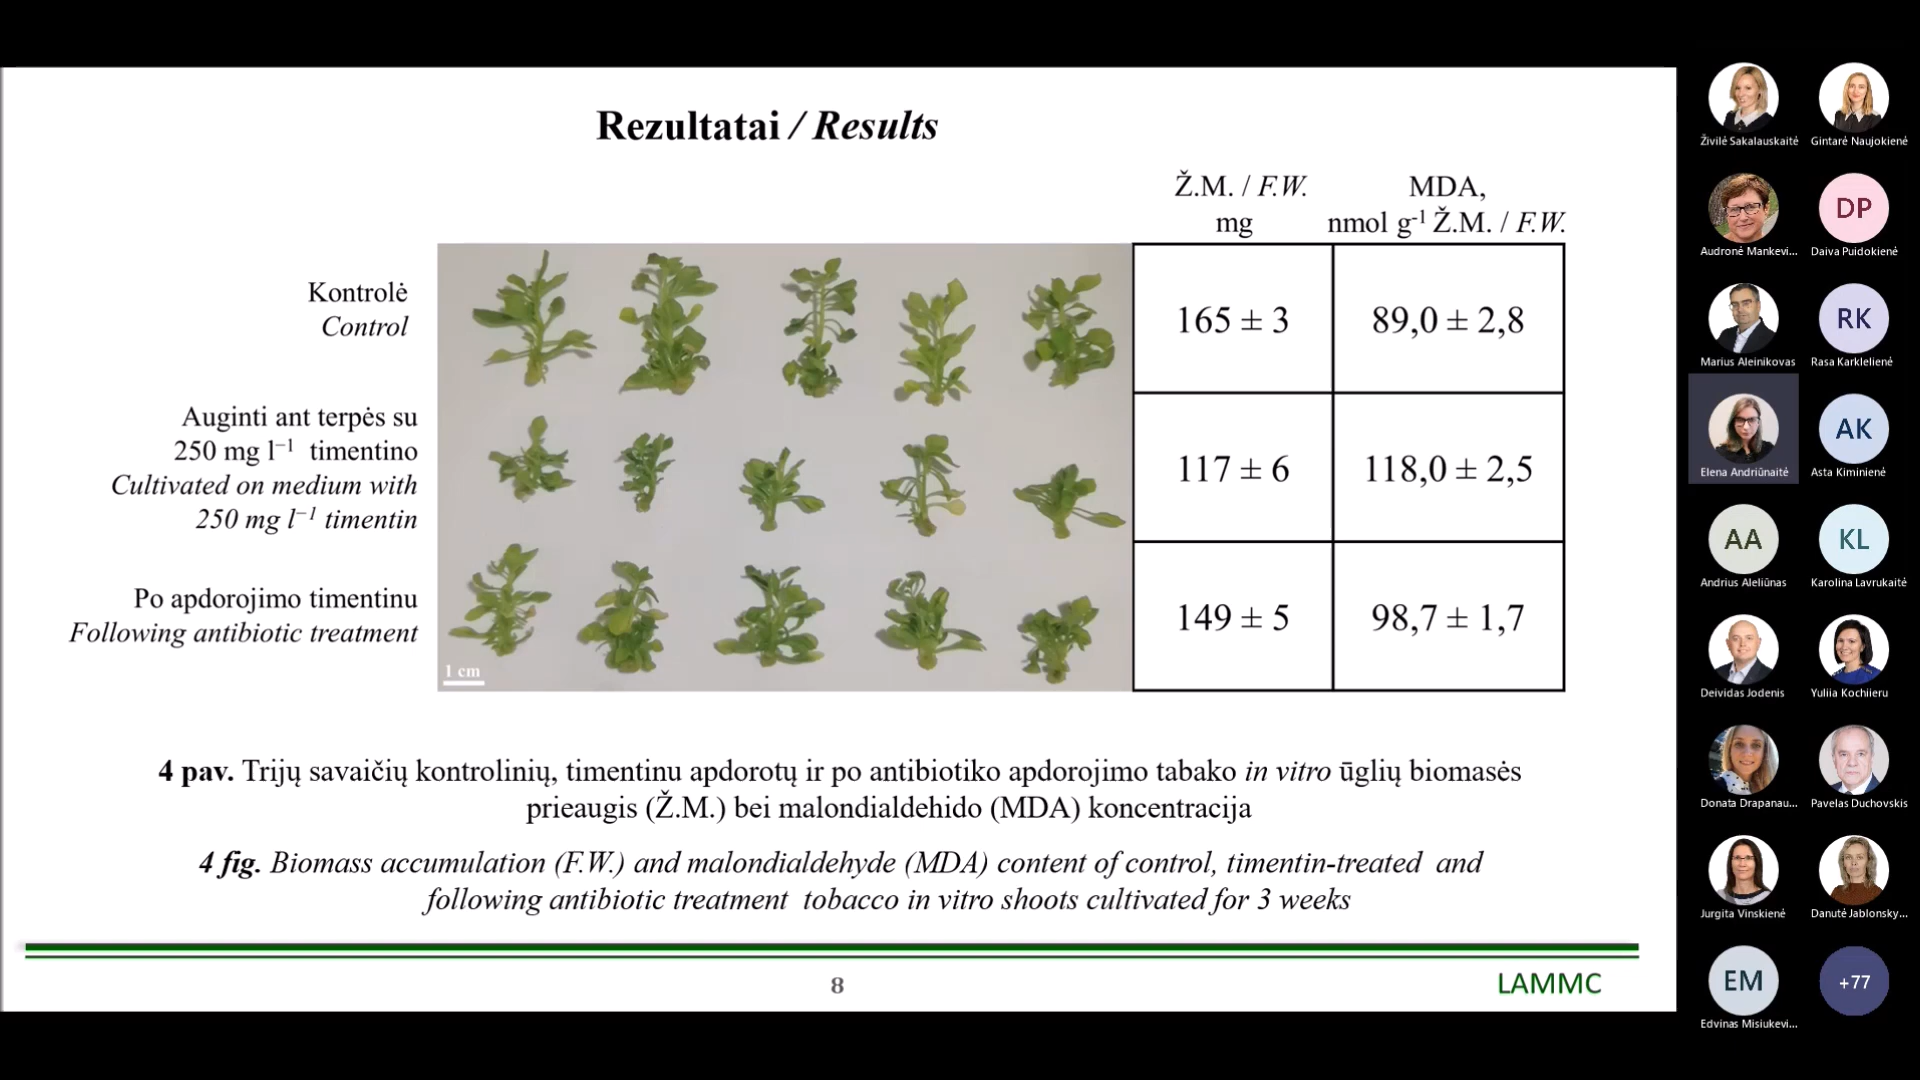 Rezultatai / Results
Ž.M. / F.W.
mg
MDA,
nmol g⁻¹ Ž.M. / F.W.
Kontrolė
Control
165 ± 3
89,0 ± 2,8
Auginti ant terpės su
250 mg l⁻¹ timentino
Cultivated on medium with
250 mg l⁻¹ timentin
117 ± 6
118,0 ± 2,5
Po apdorojimo timentinu
Following antibiotic treatment
149 ± 5
98,7 ± 1,7
1 cm
4 pav. Trijų savaičių kontrolinių, timentinu apdorotų ir po antibiotiko apdorojimo tabako in vitro ūglių biomasės
prieaugis (Ž.M.) bei malondialdehido (MDA) koncentracija
4 fig. Biomass accumulation (F.W.) and malondialdehyde (MDA) content of control, timentin-treated and
following antibiotic treatment tobacco in vitro shoots cultivated for 3 weeks
8
LAMMC
Živilė Sakalauskaitė
Gintarė Naujokienė
Audronė Mankevi...
DP
Daiva Puidokienė
Marius Aleinikovas
RK
Rasa Karklelienė
Elena Andriūnaitė
AK
Asta Kiminienė
AA
Andrius Aleliūnas
KL
Karolina Lavrukaitė
Deividas Jodenis
Yuliia Kochiieru
Donata Drapanau...
Pavelas Duchovskis
Jurgita Vinskienė
Danutė Jablonsky...
EM
Edvinas Misiukevi...
+77